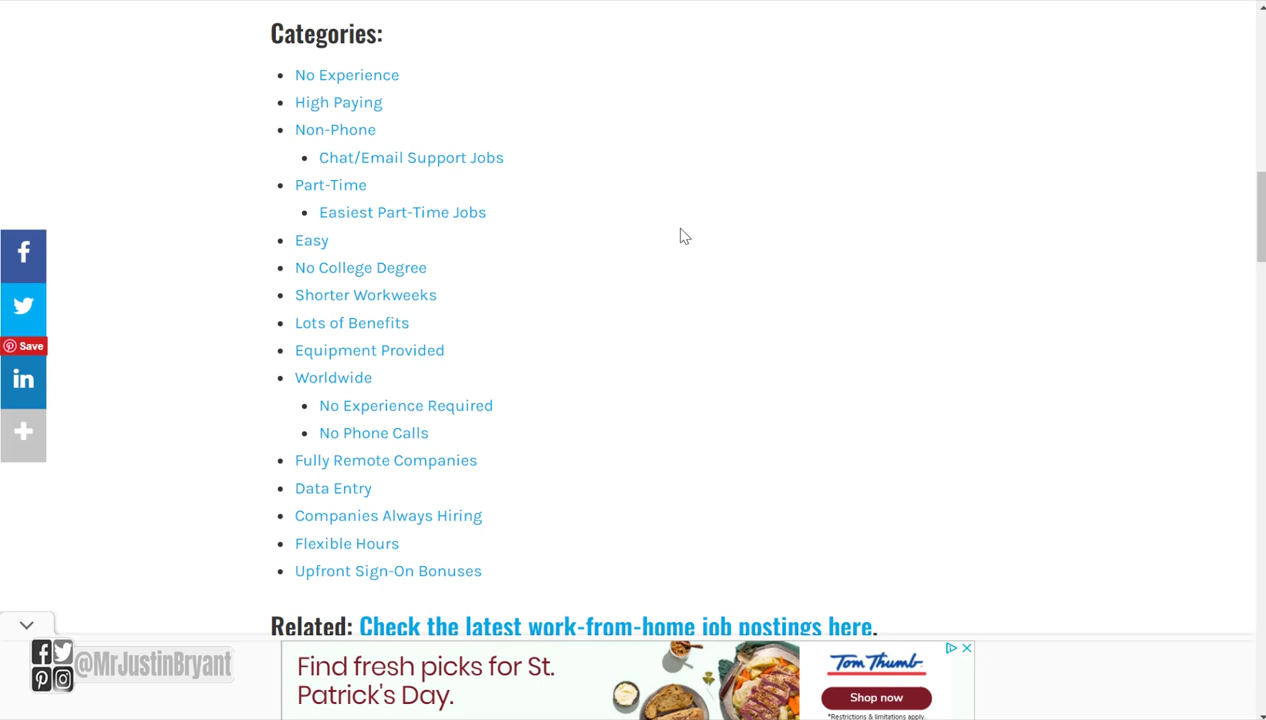 Categories:
No Experience
High Paying
Non-Phone
Chat/Email Support Jobs
Part-Time
Easiest Part-Time Jobs
Easy
No College Degree
Shorter Workweeks
Lots of Benefits
Equipment Provided
Worldwide
No Experience Required
No Phone Calls
Fully Remote Companies
Data Entry
Companies Always Hiring
Flexible Hours
Upfront Sign-On Bonuses
Related: Check the latest work-from-home job postings here.
Save
@MrJustinBryant
Find fresh picks for St.
Patrick's Day.
Tom Thumb
Shop now
*Restrictions & limitations apply.